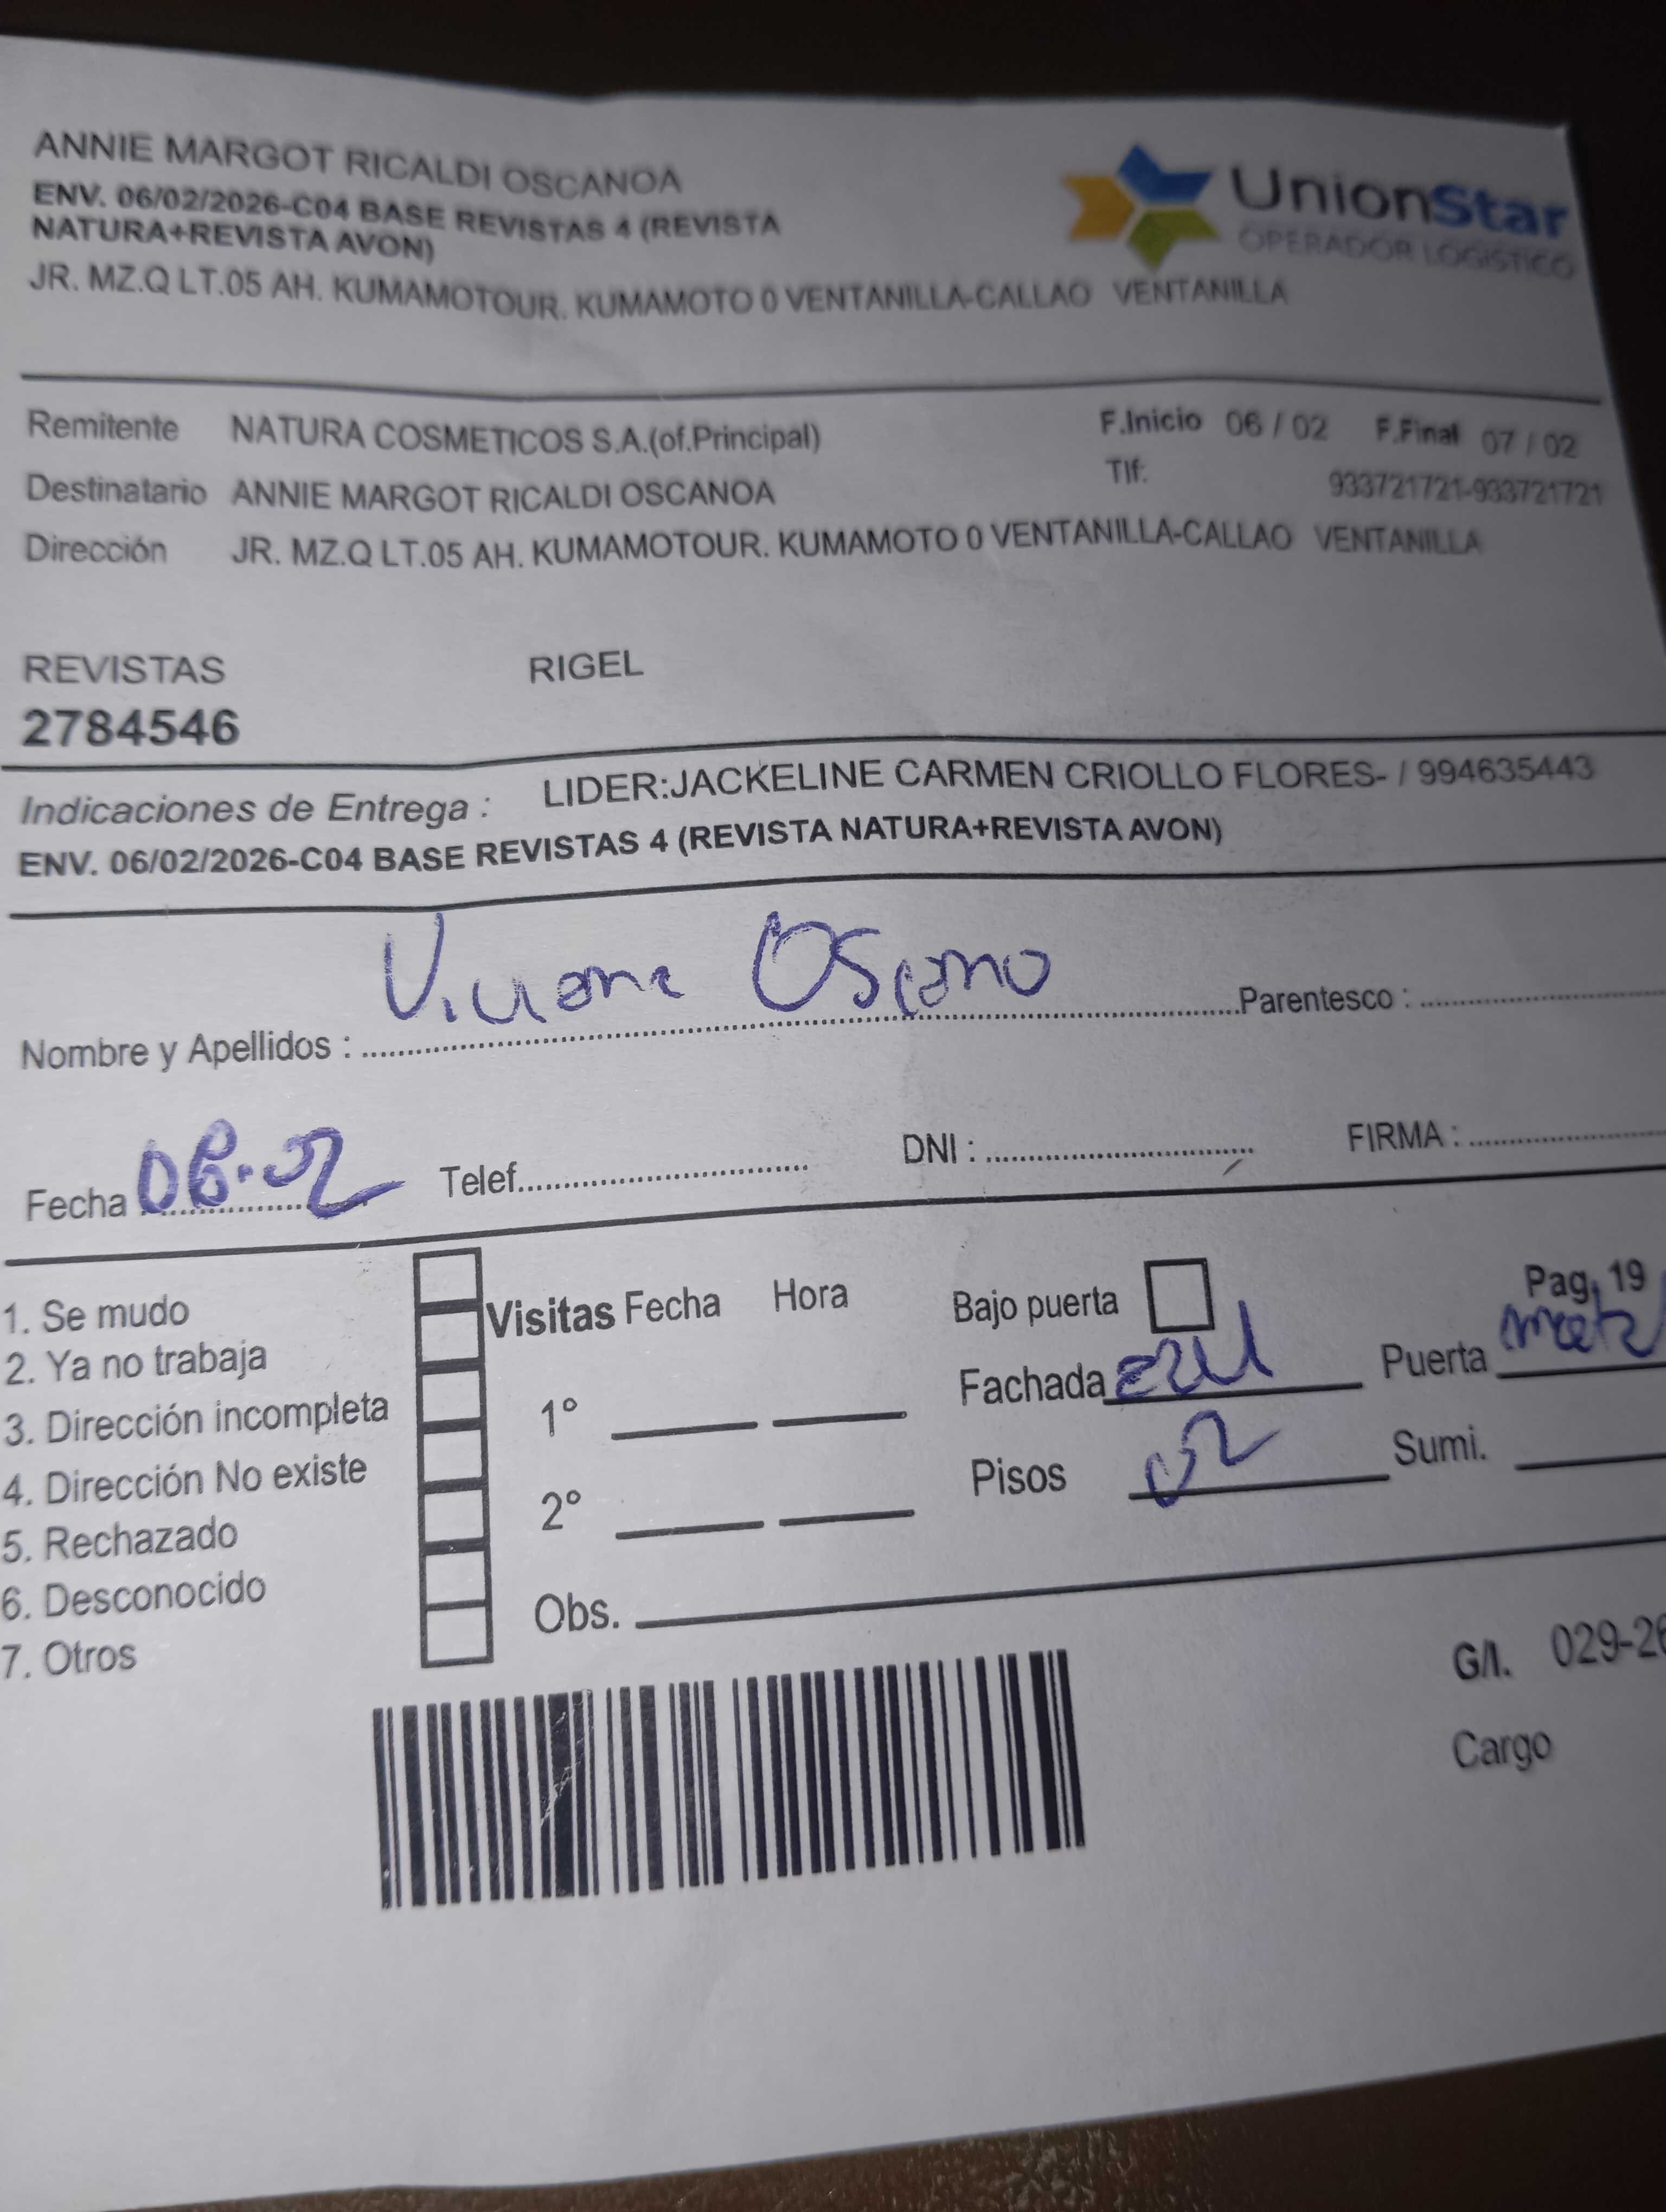 ANNIE MARGOT RICALDI OSCANOA
ENV. 06/02/2026-C04 BASE REVISTAS 4 (REVISTA
NATURA+REVISTA AVON)
JR. MZ.Q LT.05 AH. KUMAMOTOUR. KUMAMOTO 0 VENTANILLA-CALLAO VENTANILLA
UnionStar
OPERADOR LOGISTICO
Remitente NATURA COSMETICOS S.A.(of.Principal) F.Inicio 06 / 02 F.Final 07 / 02
Destinatario ANNIE MARGOT RICALDI OSCANOA Tlf: 933721721-933721721
Dirección JR. MZ.Q LT.05 AH. KUMAMOTOUR. KUMAMOTO 0 VENTANILLA-CALLAO VENTANILLA
REVISTAS RIGEL
2784546
Indicaciones de Entrega : LIDER:JACKELINE CARMEN CRIOLLO FLORES- / 994635443
ENV. 06/02/2026-C04 BASE REVISTAS 4 (REVISTA NATURA+REVISTA AVON)
Nombre y Apellidos : Oscano Parentesco :
Fecha 06-02 Telef. DNI : FIRMA :
1. Se mudo
2. Ya no trabaja
3. Dirección incompleta
4. Dirección No existe
5. Rechazado
6. Desconocido
7. Otros
Visitas Fecha Hora
1°
2°
Obs.
Bajo puerta Pag. 19
Fachada azul Puerta
Pisos 02 Sumi.
G/I. 029-26
Cargo